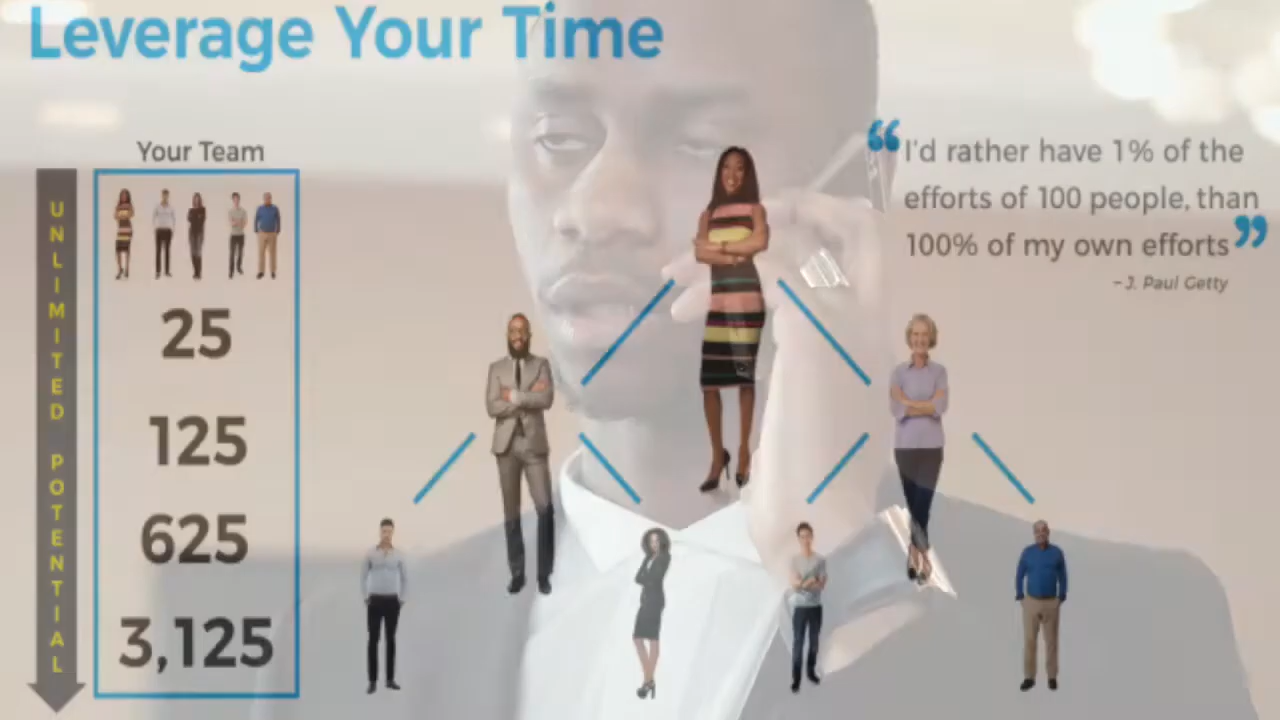 Leverage Your Time
Your Team
UNLIMITED POTENTIAL
25
125
625
3,125
“I'd rather have 1% of the
efforts of 100 people, than
100% of my own efforts”
– J. Paul Getty